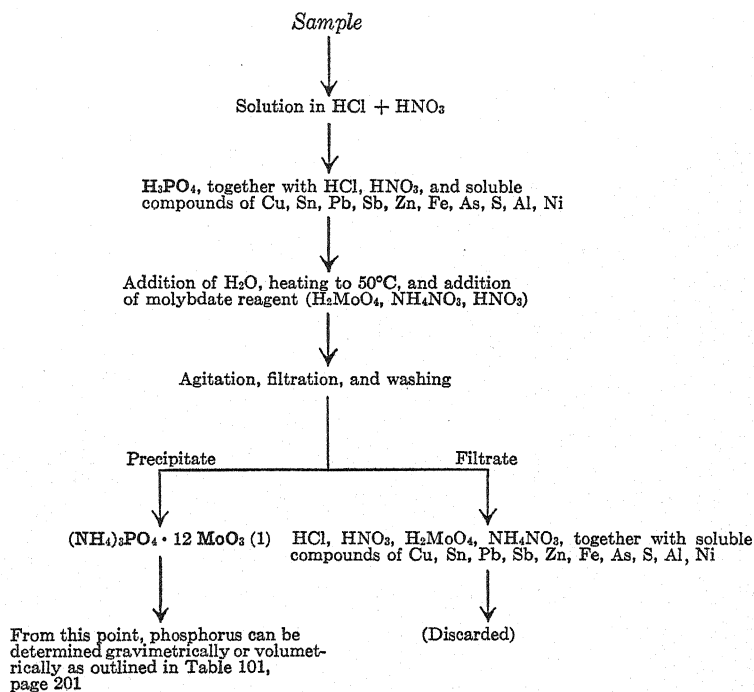 Sample
Solution in HCl + HNO₃
H₃PO₄, together with HCl, HNO₃, and soluble
compounds of Cu, Sn, Pb, Sb, Zn, Fe, As, S, Al, Ni
Addition of H₂O, heating to 50°C, and addition
of molybdate reagent (H₂MoO₄, NH₄NO₃, HNO₃)
Agitation, filtration, and washing
Precipitate
Filtrate
(NH₄)₃PO₄ · 12 MoO₃ (1)
HCl, HNO₃, H₂MoO₄, NH₄NO₃, together with soluble
compounds of Cu, Sn, Pb, Sb, Zn, Fe, As, S, Al, Ni
From this point, phosphorus can be
determined gravimetrically or volumet-
rically as outlined in Table 101,
page 201
(Discarded)